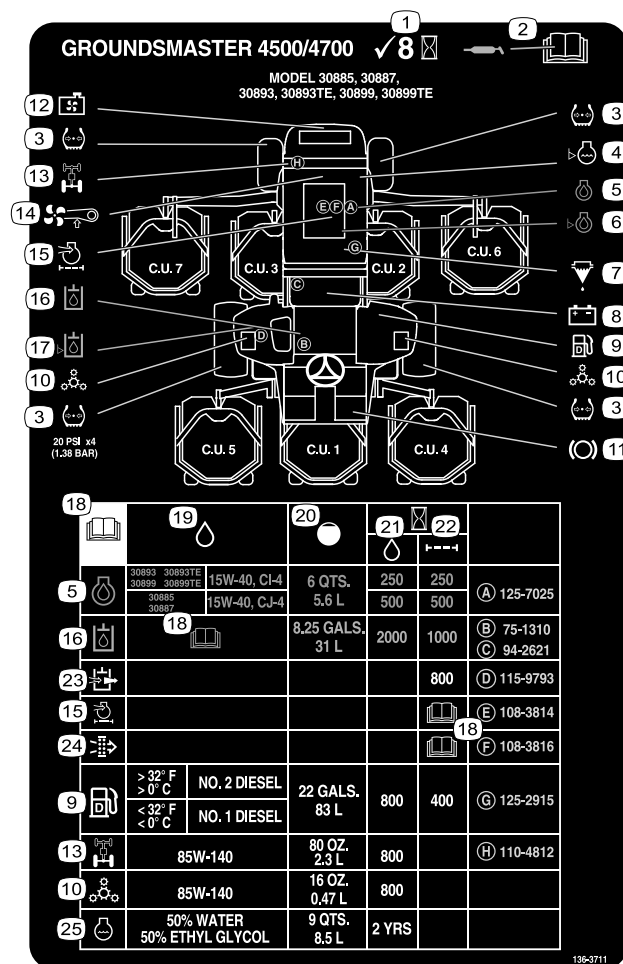 1
2
GROUNDSMASTER 4500/4700 ✓8
MODEL 30885, 30887,
30893, 30893TE, 30899, 30899TE
12
3
3
13
H
4
14
E F A
5
6
15
G
C.U. 7
C.U. 3
C.U. 2
C.U. 6
7
16
C
8
17
D
B
9
10
10
3
3
20 PSI x4
(1.38 BAR)
11
C.U. 5
C.U. 1
C.U. 4
18
19
20
21
22
5
30893 30893TE
30899 30899TE
15W-40, CI-4
6 QTS.
5.6 L
250
250
A 125-7025
30885
30887
15W-40, CJ-4
500
500
16
18
8.25 GALS.
31 L
2000
1000
B 75-1310
C 94-2621
23
800
D 115-9793
15
18
E 108-3814
24
F 108-3816
9
> 32° F
> 0° C
NO. 2 DIESEL
22 GALS.
83 L
800
400
G 125-2915
< 32° F
< 0° C
NO. 1 DIESEL
13
85W-140
80 OZ.
2.3 L
800
H 110-4812
10
85W-140
16 OZ.
0.47 L
800
25
50% WATER
50% ETHYL GLYCOL
9 QTS.
8.5 L
2 YRS
136-3711